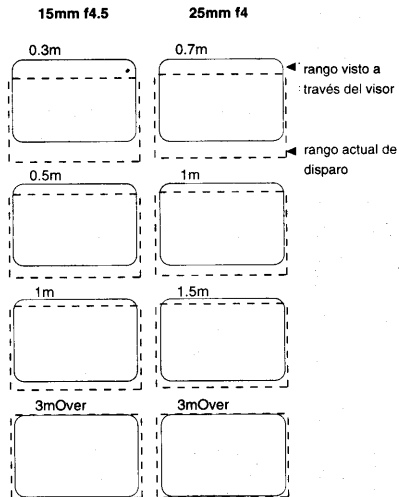 15mm f4.5
25mm f4
0.3m
0.7m
rango visto a
través del visor
rango actual de
disparo
0.5m
1m
1m
1.5m
3mOver
3mOver